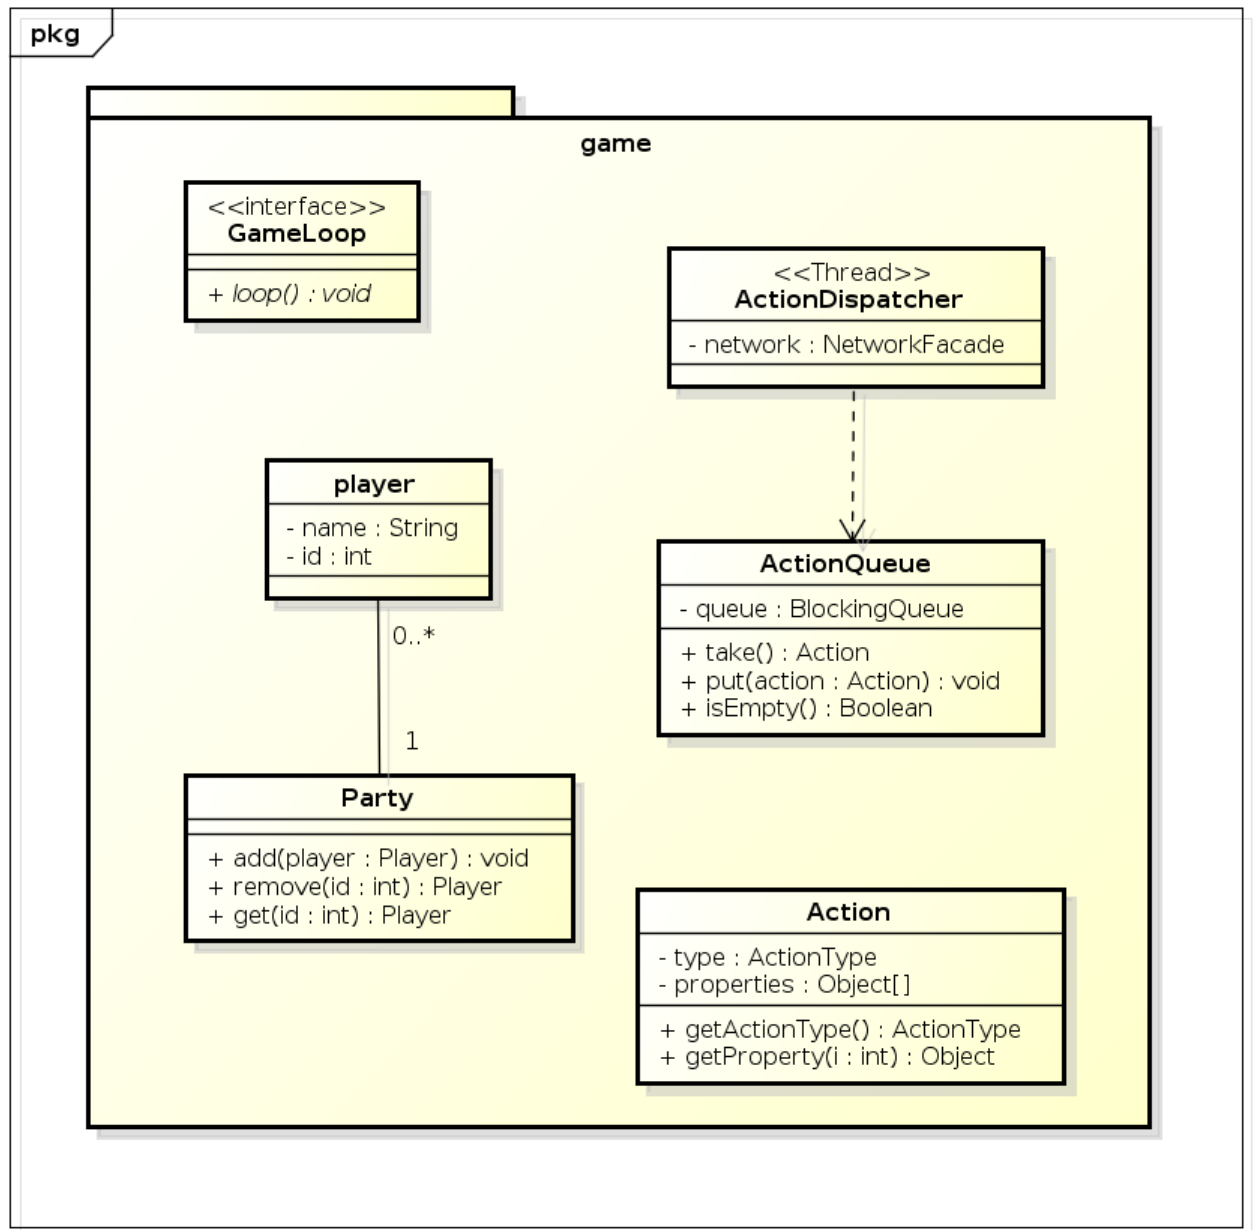 pkg
game
<<interface>>
GameLoop
+ loop() : void
<<Thread>>
ActionDispatcher
- network : NetworkFacade
player
- name : String
- id : int
0..*
1
ActionQueue
- queue : BlockingQueue
+ take() : Action
+ put(action : Action) : void
+ isEmpty() : Boolean
Party
+ add(player : Player) : void
+ remove(id : int) : Player
+ get(id : int) : Player
Action
- type : ActionType
- properties : Object[]
+ getActionType() : ActionType
+ getProperty(i : int) : Object